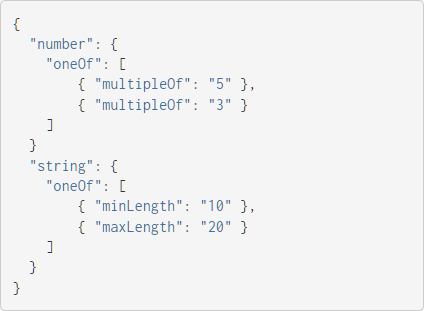 {
  "number": {
    "oneOf": [
        { "multipleOf": "5" },
        { "multipleOf": "3" }
    ]
  }
  "string": {
    "oneOf": [
        { "minLength": "10" },
        { "maxLength": "20" }
    ]
  }
}